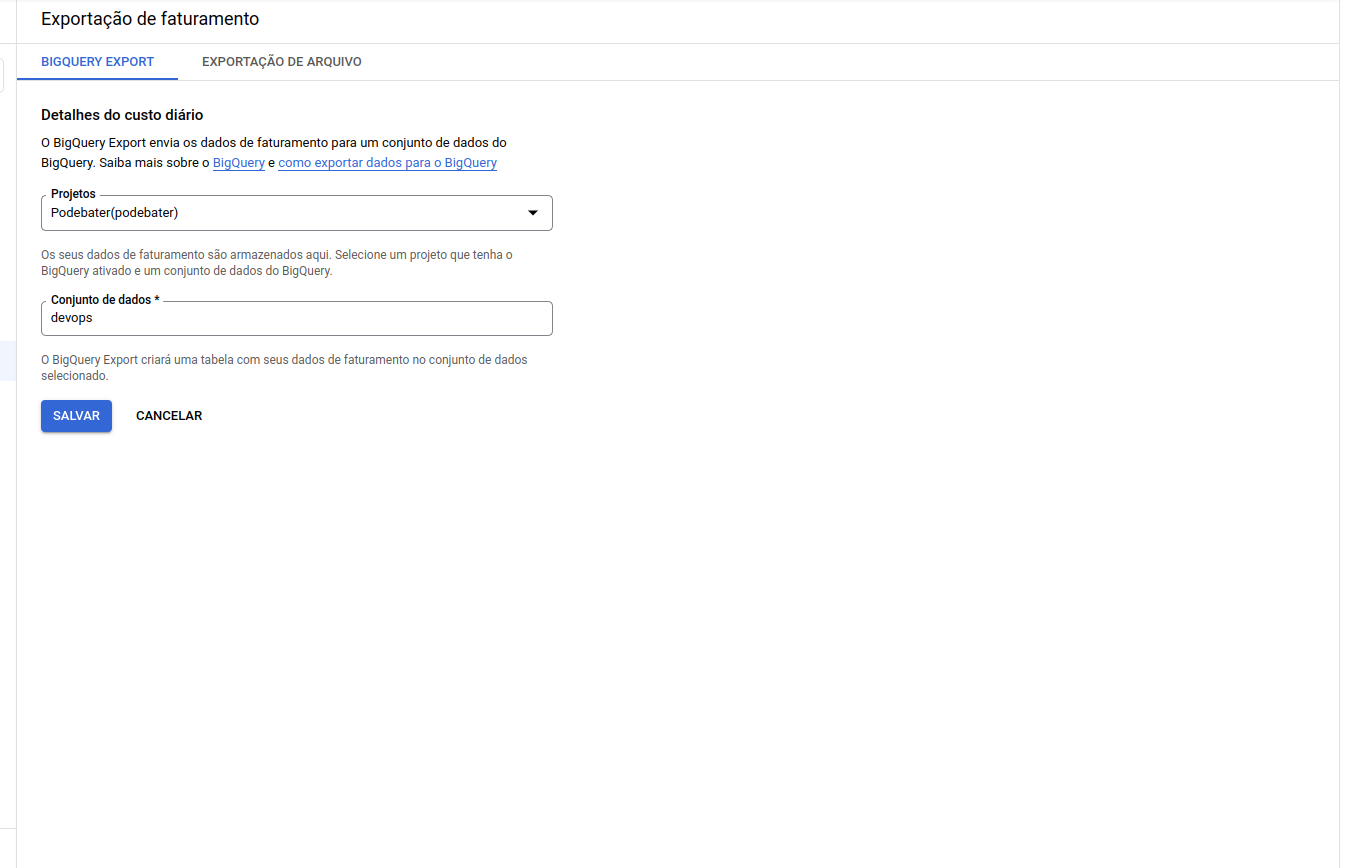 Exportação de faturamento
BIGQUERY EXPORT
EXPORTAÇÃO DE ARQUIVO
Detalhes do custo diário
O BigQuery Export envia os dados de faturamento para um conjunto de dados do
BigQuery. Saiba mais sobre o BigQuery e como exportar dados para o BigQuery
Projetos
Podebater(podebater)
Os seus dados de faturamento são armazenados aqui. Selecione um projeto que tenha o
BigQuery ativado e um conjunto de dados do BigQuery.
Conjunto de dados *
devops
O BigQuery Export criará uma tabela com seus dados de faturamento no conjunto de dados
selecionado.
SALVAR
CANCELAR